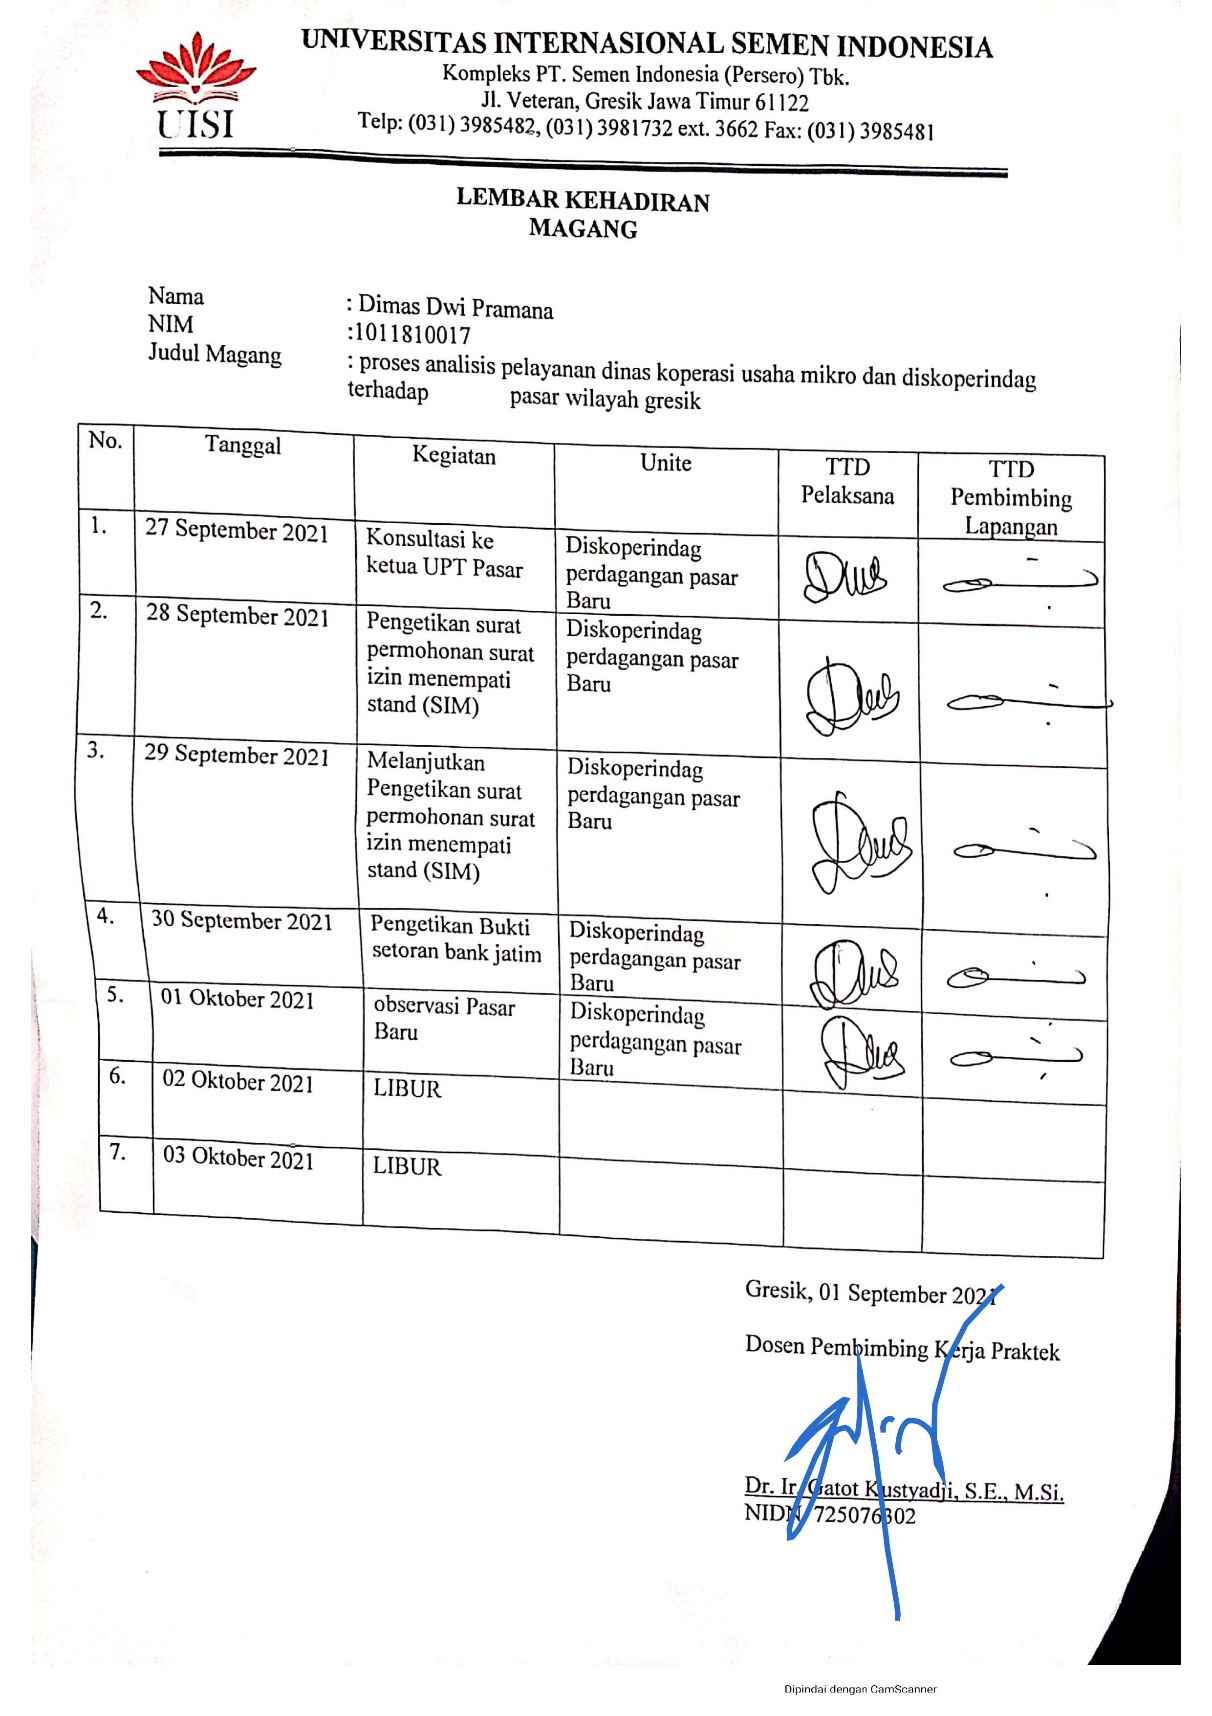 UNIVERSITAS INTERNASIONAL SEMEN INDONESIA
Kompleks PT. Semen Indonesia (Persero) Tbk.
Jl. Veteran, Gresik Jawa Timur 61122
Telp: (031) 3985482, (031) 3981732 ext. 3662 Fax: (031) 3985481
UISI
LEMBAR KEHADIRAN
MAGANG
Nama : Dimas Dwi Pramana
NIM :1011810017
Judul Magang : proses analisis pelayanan dinas koperasi usaha mikro dan diskoperindag
terhadap pasar wilayah gresik
No. Tanggal Kegiatan Unite TTD Pelaksana TTD Pembimbing Lapangan
1. 27 September 2021 Konsultasi ke ketua UPT Pasar Diskoperindag perdagangan pasar Baru
2. 28 September 2021 Pengetikan surat permohonan surat izin menempati stand (SIM) Diskoperindag perdagangan pasar Baru
3. 29 September 2021 Melanjutkan Pengetikan surat permohonan surat izin menempati stand (SIM) Diskoperindag perdagangan pasar Baru
4. 30 September 2021 Pengetikan Bukti setoran bank jatim Diskoperindag perdagangan pasar Baru
5. 01 Oktober 2021 observasi Pasar Baru Diskoperindag perdagangan pasar Baru
6. 02 Oktober 2021 LIBUR
7. 03 Oktober 2021 LIBUR
Gresik, 01 September 2021
Dosen Pembimbing Kerja Praktek
Dr. Ir. Gatot Kustyadji, S.E., M.Si.
NIDN 725076302
Dipindai dengan CamScanner